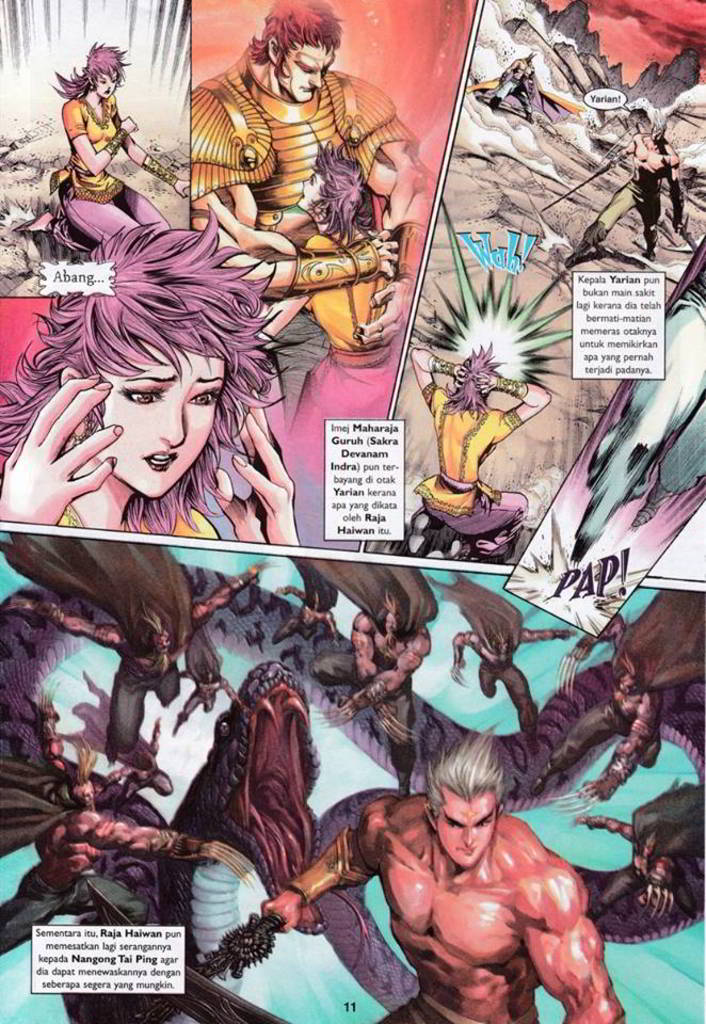 Abang...
Imej Maharaja
Guruh (Sakra
Devanam
Indra) pun ter-
bayang di otak
Yarian kerana
apa yang dikata
oleh Raja
Haiwan itu.
Yarian!
Wah!
Kepala Yarian pun
bukan main sakit
lagi kerana dia telah
bermati-matian
memeras otaknya
untuk memikirkan
apa yang pernah
terjadi padanya.
PAP!
Sementara itu, Raja Haiwan pun
memesatkan lagi serangannya
kepada Nangong Tai Ping agar
dia dapat menewaskannya dengan
seberapa segera yang mungkin.
11